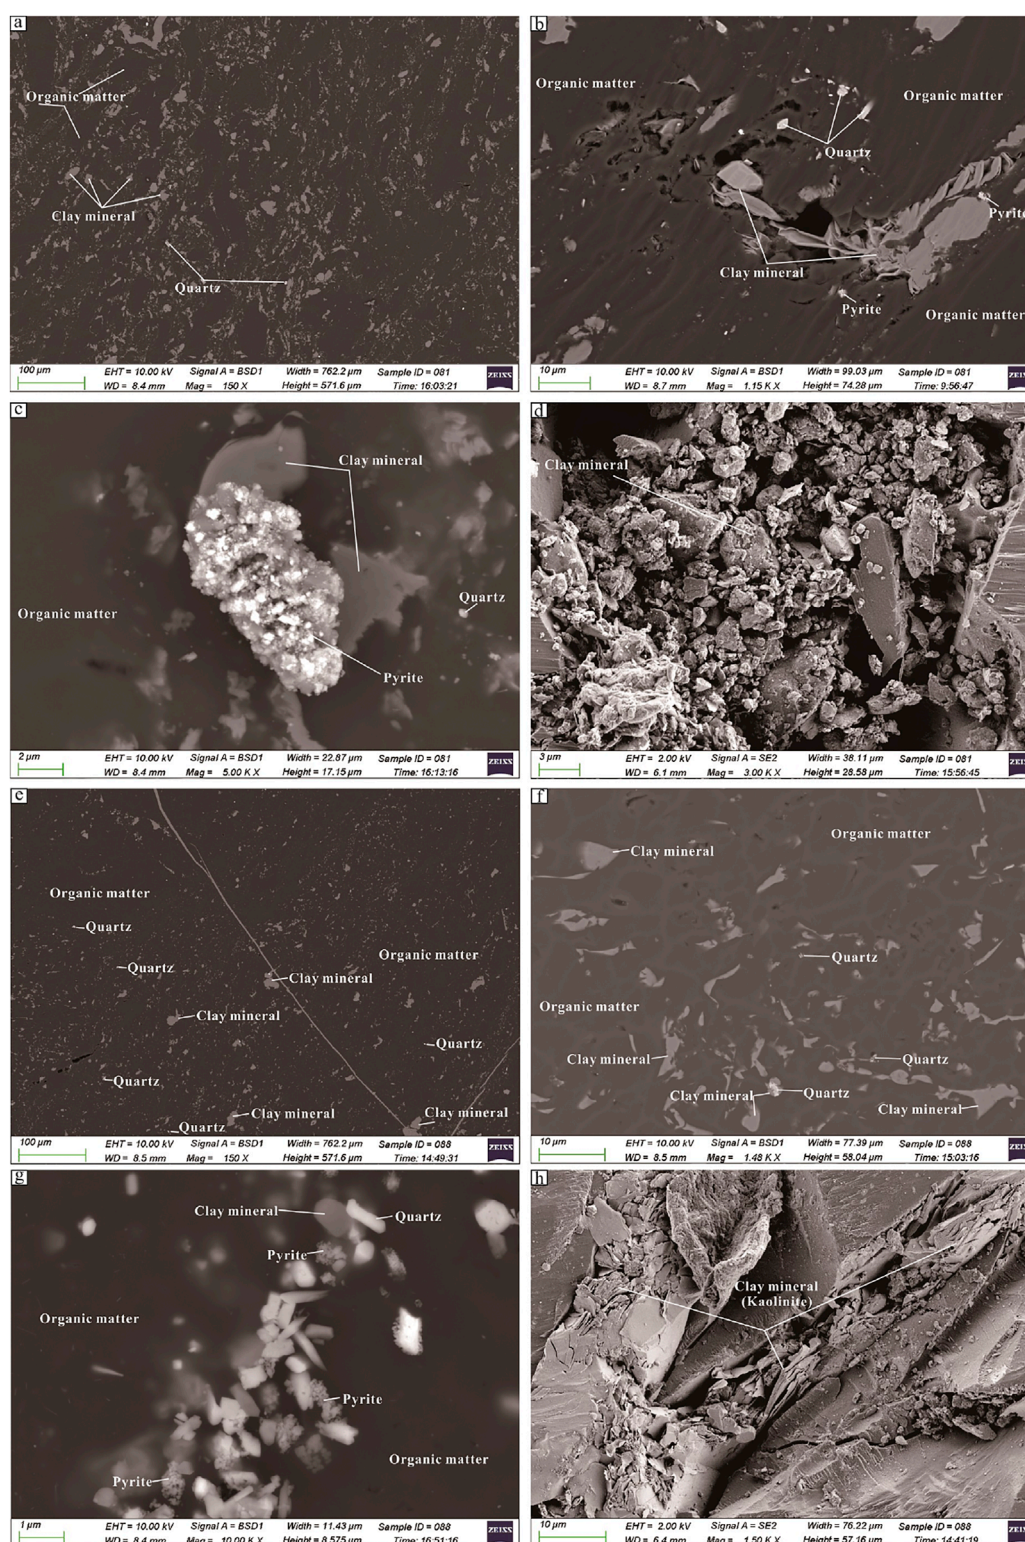 a
Organic matter
Clay mineral
Quartz
100 μm
EHT = 10.00 kV Signal A = BSD1 Width = 762.2 μm Sample ID = 081
WD = 8.4 mm Mag = 150 X Height = 571.6 μm Time: 16:03:21
ZEISS
b
Organic matter
Organic matter
Quartz
Pyrite
Clay mineral
Pyrite
Organic matter
10 μm
EHT = 10.00 kV Signal A = BSD1 Width = 99.03 μm Sample ID = 081
WD = 8.7 mm Mag = 1.15 K X Height = 74.28 μm Time: 9:56:47
ZEISS
c
Clay mineral
Quartz
Organic matter
Pyrite
2 μm
EHT = 10.00 kV Signal A = BSD1 Width = 22.87 μm Sample ID = 081
WD = 8.4 mm Mag = 5.00 K X Height = 17.15 μm Time: 16:13:16
ZEISS
d
Clay mineral
3 μm
EHT = 2.00 kV Signal A = SE2 Width = 38.11 μm Sample ID = 081
WD = 6.1 mm Mag = 3.00 K X Height = 28.58 μm Time: 15:56:45
ZEISS
e
Organic matter
Quartz
Organic matter
Quartz
Clay mineral
Clay mineral
Quartz
Quartz
Clay mineral
Clay mineral
Quartz
100 μm
EHT = 10.00 kV Signal A = BSD1 Width = 762.2 μm Sample ID = 088
WD = 8.5 mm Mag = 150 X Height = 571.6 μm Time: 14:49:31
ZEISS
f
Organic matter
Clay mineral
Quartz
Organic matter
Clay mineral
Quartz
Clay mineral
Quartz
Clay mineral
10 μm
EHT = 10.00 kV Signal A = BSD1 Width = 77.39 μm Sample ID = 088
WD = 8.5 mm Mag = 1.48 K X Height = 58.04 μm Time: 15:03:16
ZEISS
g
Clay mineral
Quartz
Pyrite
Organic matter
Pyrite
Organic matter
Pyrite
1 μm
EHT = 10.00 kV Signal A = BSD1 Width = 11.43 μm Sample ID = 088
WD = 8.4 mm Mag = 10.00 K X Height = 8.575 μm Time: 16:51:16
ZEISS
h
Clay mineral
(Kaolinite)
10 μm
EHT = 2.00 kV Signal A = SE2 Width = 76.22 μm Sample ID = 088
WD = 6.4 mm Mag = 1.50 K X Height = 57.16 μm Time: 14:41:19
ZEISS